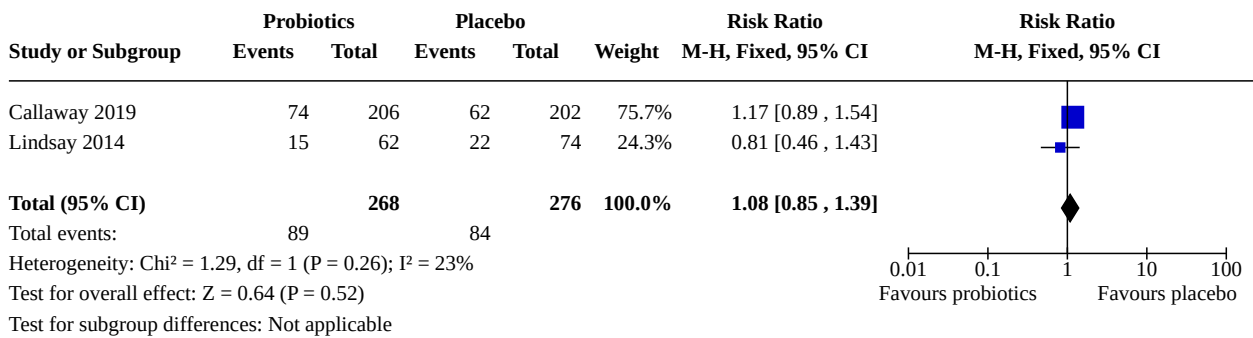 Probiotics Placebo Risk Ratio Risk Ratio
Study or Subgroup Events Total Events Total Weight M-H, Fixed, 95% CI M-H, Fixed, 95% CI
Callaway 2019 74 206 62 202 75.7% 1.17 [0.89 , 1.54]
Lindsay 2014 15 62 22 74 24.3% 0.81 [0.46 , 1.43]
Total (95% CI) 268 276 100.0% 1.08 [0.85 , 1.39]
Total events: 89 84
Heterogeneity: Chi² = 1.29, df = 1 (P = 0.26); I² = 23%
0.01 0.1 1 10 100
Test for overall effect: Z = 0.64 (P = 0.52)
Favours probiotics Favours placebo
Test for subgroup differences: Not applicable